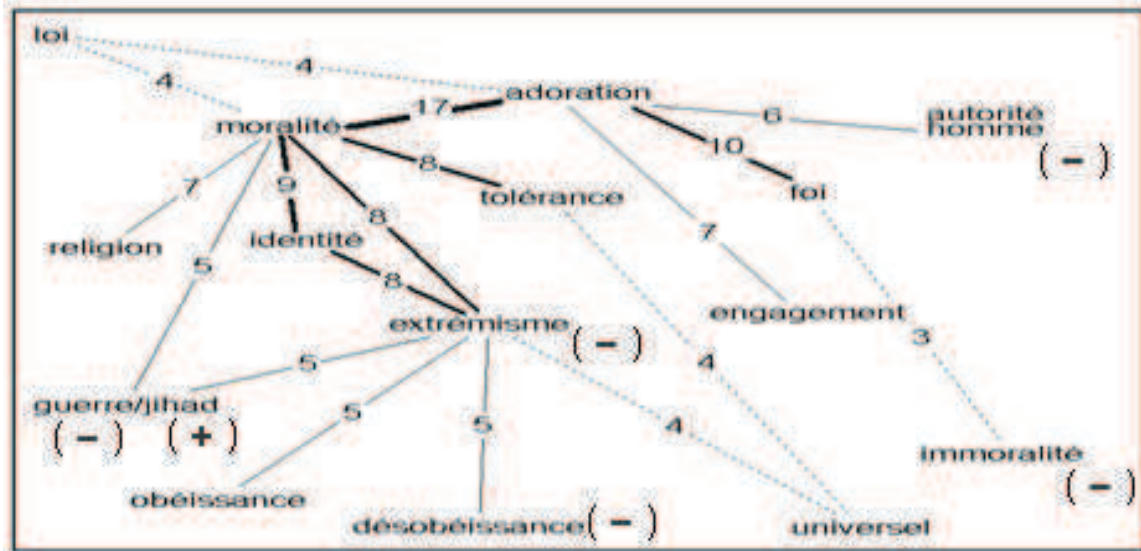 loi
4
4
adoration
17
6
autorité
homme
(-)
moralité
10
8
foi
7
9
tolérance
8
religion
identité
7
5
8
engagement
extrémisme
(-)
3
5
4
guerre/jihad
(-) (+)
5
5
4
immoralité
(-)
obéissance
désobéissance (-)
universel